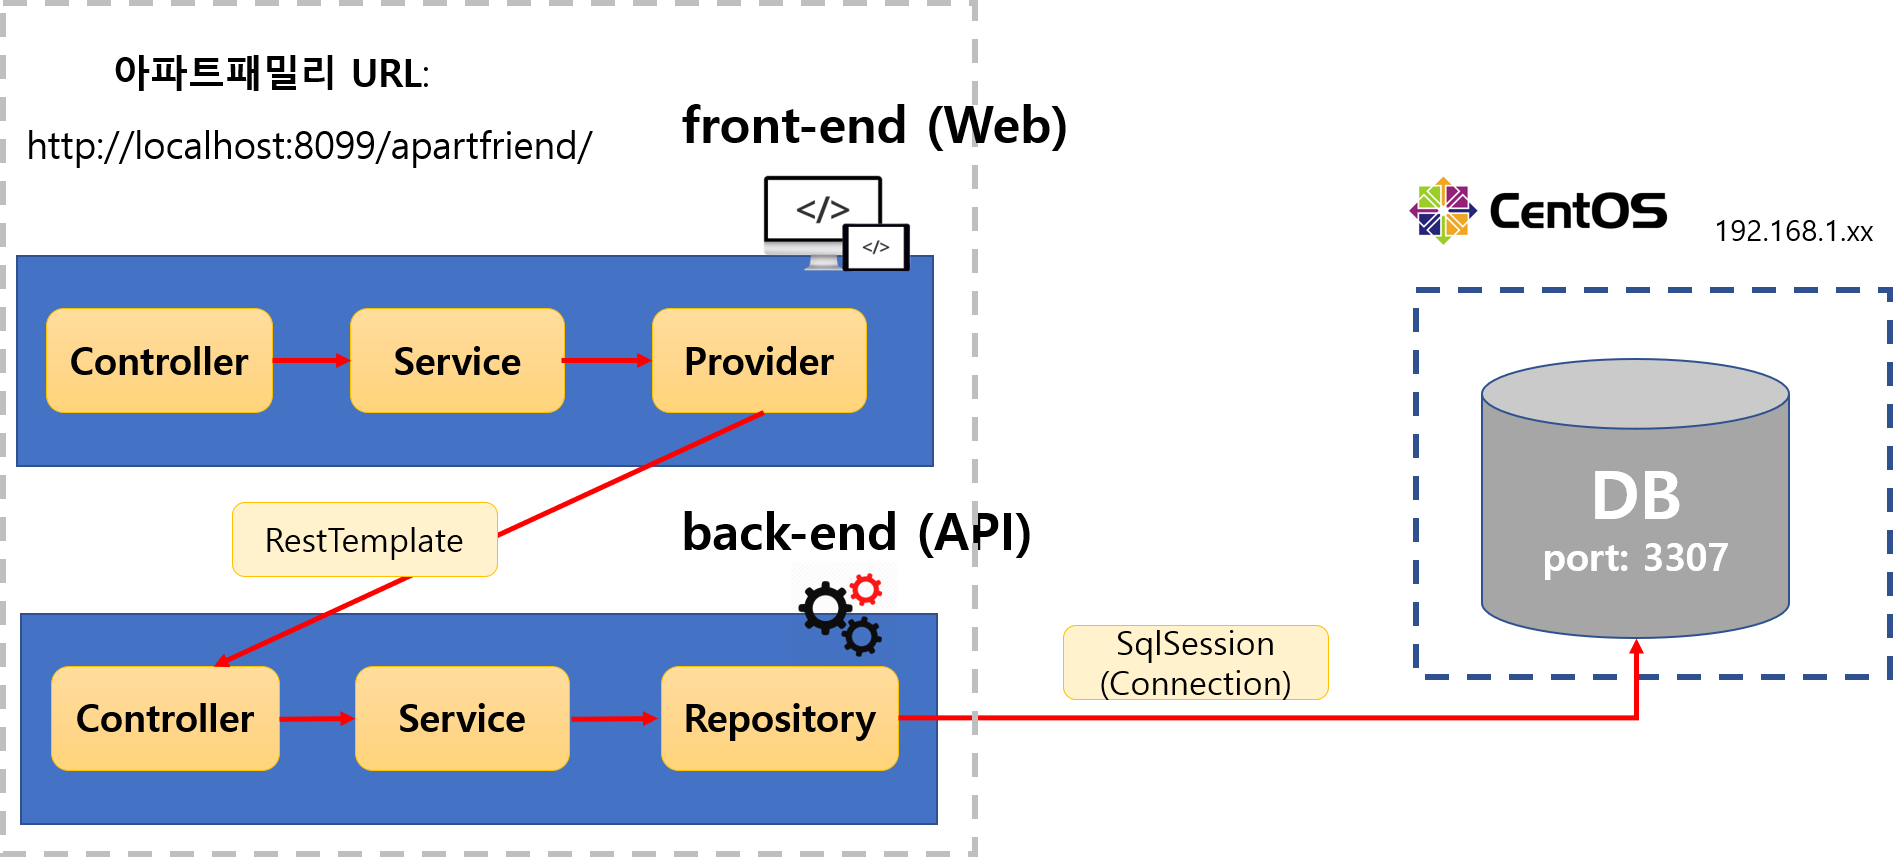 아파트패밀리 URL:
http://localhost:8099/apartfriend/
front-end (Web)
</>
</>
Controller
Service
Provider
RestTemplate
back-end (API)
Controller
Service
Repository
SqlSession
(Connection)
CentOS
192.168.1.xx
DB
port: 3307